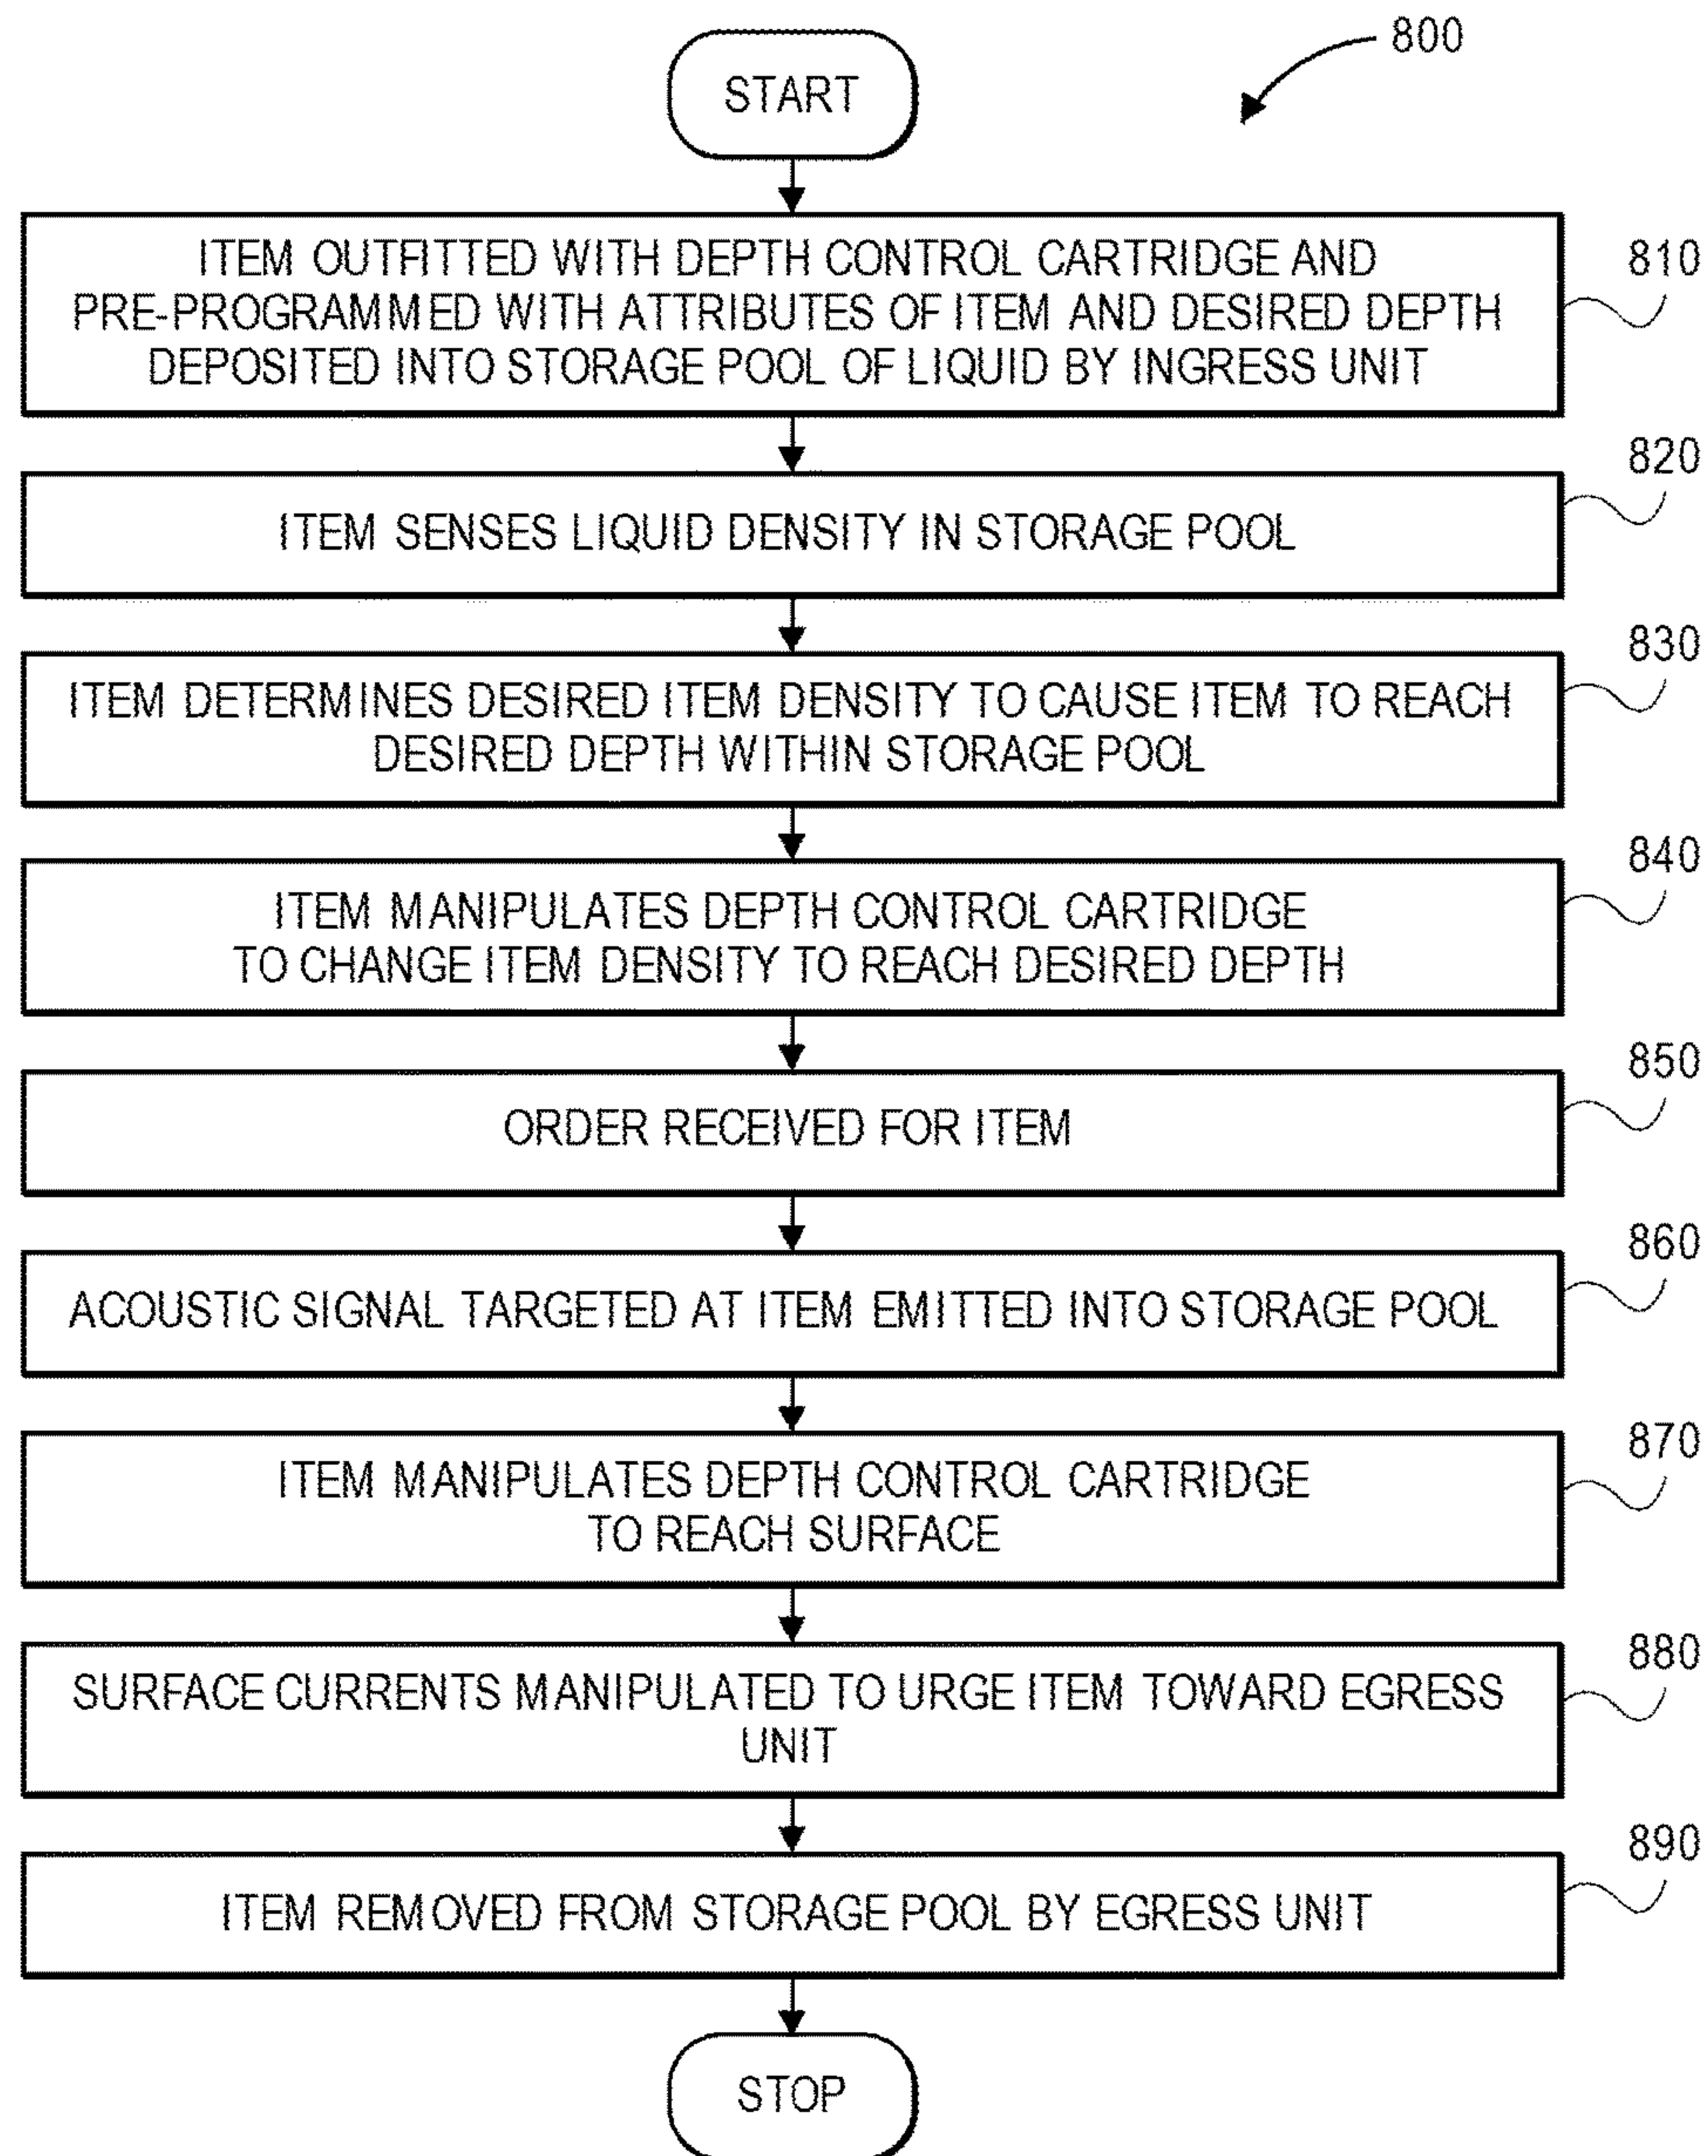 800
START
ITEM OUTFITTED WITH DEPTH CONTROL CARTRIDGE AND
PRE-PROGRAMMED WITH ATTRIBUTES OF ITEM AND DESIRED DEPTH
DEPOSITED INTO STORAGE POOL OF LIQUID BY INGRESS UNIT
810
ITEM SENSES LIQUID DENSITY IN STORAGE POOL
820
ITEM DETERMINES DESIRED ITEM DENSITY TO CAUSE ITEM TO REACH
DESIRED DEPTH WITHIN STORAGE POOL
830
ITEM MANIPULATES DEPTH CONTROL CARTRIDGE
TO CHANGE ITEM DENSITY TO REACH DESIRED DEPTH
840
ORDER RECEIVED FOR ITEM
850
ACOUSTIC SIGNAL TARGETED AT ITEM EMITTED INTO STORAGE POOL
860
ITEM MANIPULATES DEPTH CONTROL CARTRIDGE
TO REACH SURFACE
870
SURFACE CURRENTS MANIPULATED TO URGE ITEM TOWARD EGRESS
UNIT
880
ITEM REMOVED FROM STORAGE POOL BY EGRESS UNIT
890
STOP